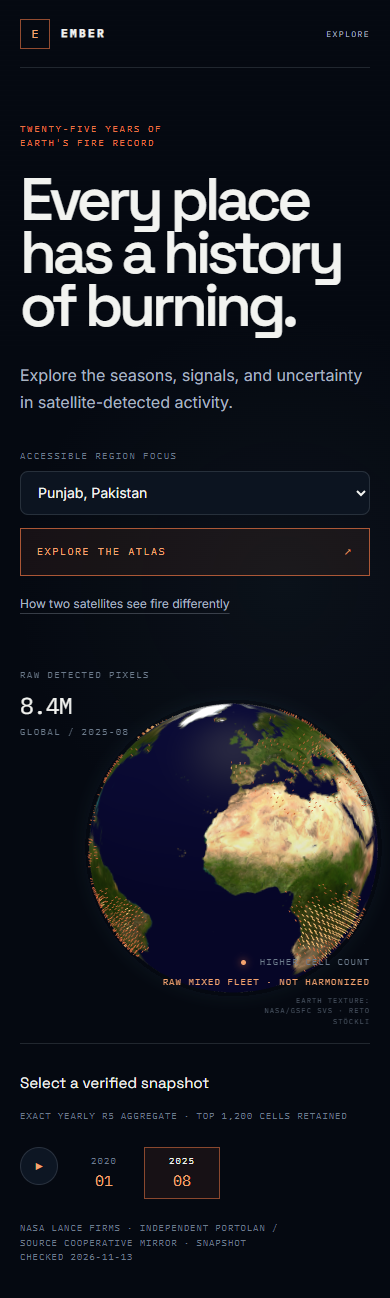 E EMBER
EXPLORE
TWENTY-FIVE YEARS OF
EARTH'S FIRE RECORD
Every place
has a history
of burning.
Explore the seasons, signals, and uncertainty
in satellite-detected activity.
ACCESSIBLE REGION FOCUS
Punjab, Pakistan
EXPLORE THE ATLAS ↗
How two satellites see fire differently
RAW DETECTED PIXELS
8.4M
GLOBAL / 2025-08
HIGHER CELL COUNT
RAW MIXED FLEET · NOT HARMONIZED
EARTH TEXTURE:
NASA/GSFC SVS · RETO
STÖCKLI
Select a verified snapshot
EXACT YEARLY R5 AGGREGATE · TOP 1,200 CELLS RETAINED
2020
01
2025
08
NASA LANCE FIRMS · INDEPENDENT PORTOLAN /
SOURCE COOPERATIVE MIRROR · SNAPSHOT
CHECKED 2026-11-13